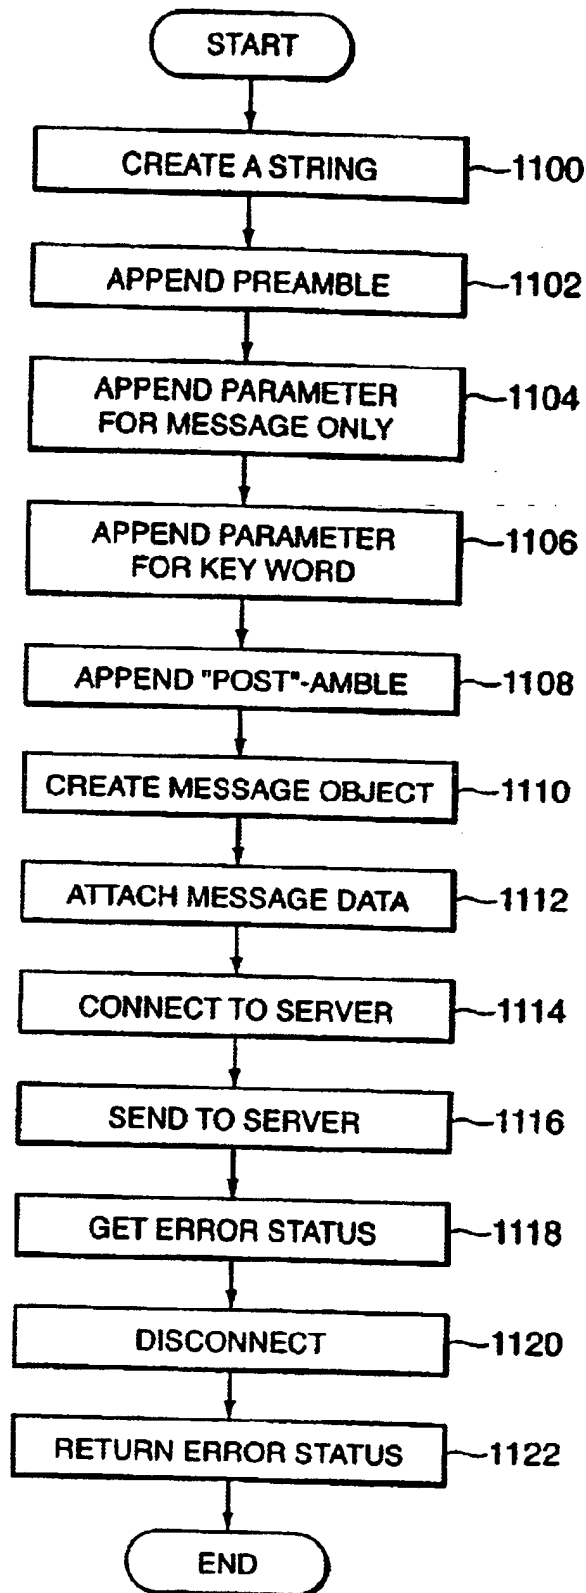 START
CREATE A STRING
1100
APPEND PREAMBLE
1102
APPEND PARAMETER
FOR MESSAGE ONLY
1104
APPEND PARAMETER
FOR KEY WORD
1106
APPEND "POST"-AMBLE
1108
CREATE MESSAGE OBJECT
1110
ATTACH MESSAGE DATA
1112
CONNECT TO SERVER
1114
SEND TO SERVER
1116
GET ERROR STATUS
1118
DISCONNECT
1120
RETURN ERROR STATUS
1122
END